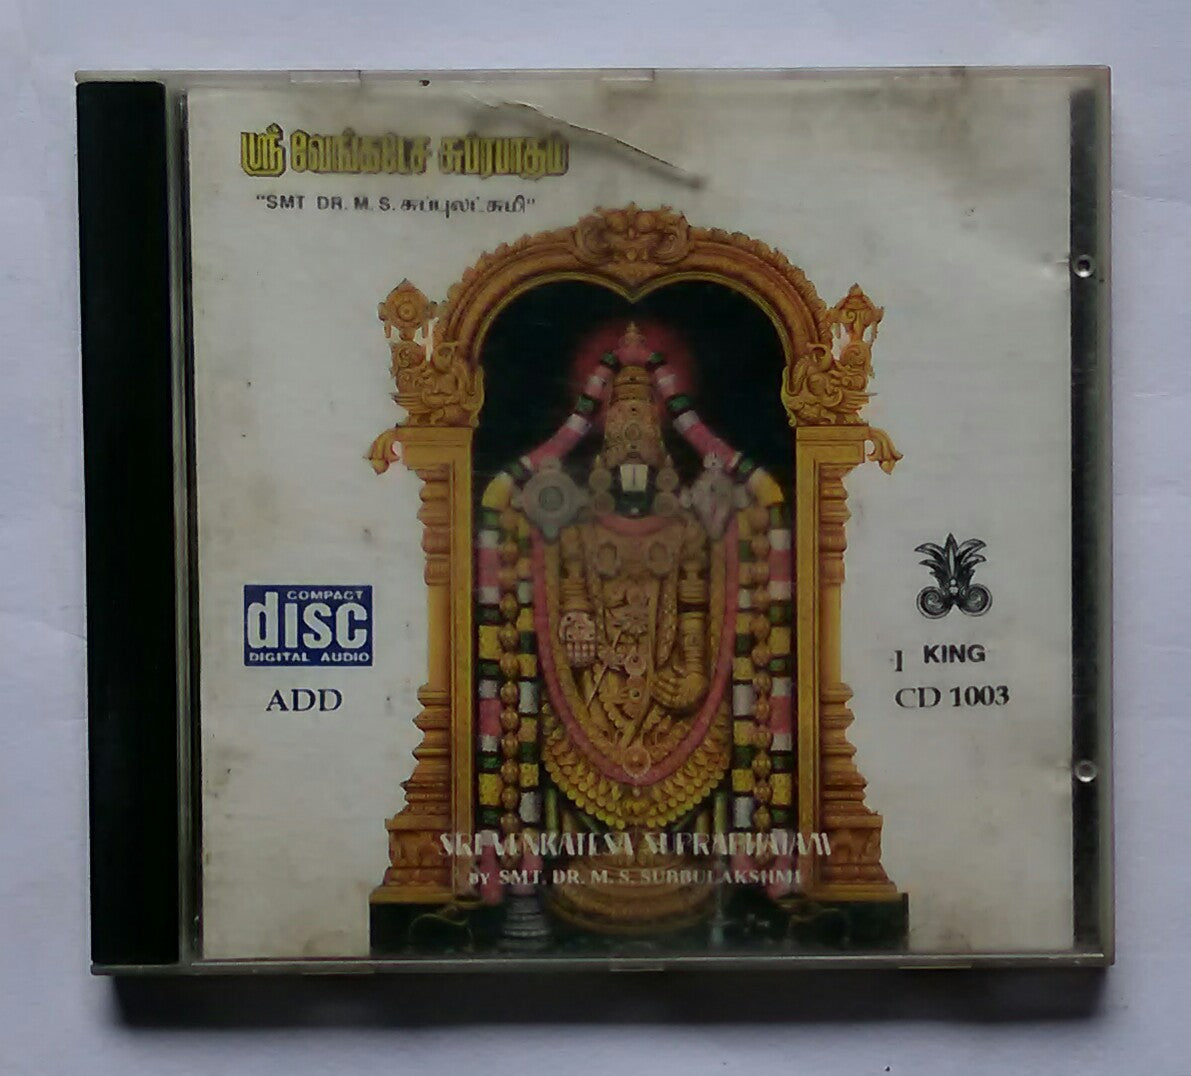 ஸ்ரீ வேங்கடேச சுப்ரபாதம்
"SMT DR. M. S. சுப்புலட்சுமி"
COMPACT
disc
DIGITAL AUDIO
ADD
KING
CD 1003
SRI VENKATESA SUPRABHATAM
BY SMT. DR. M. S. SUBBULAKSHMI